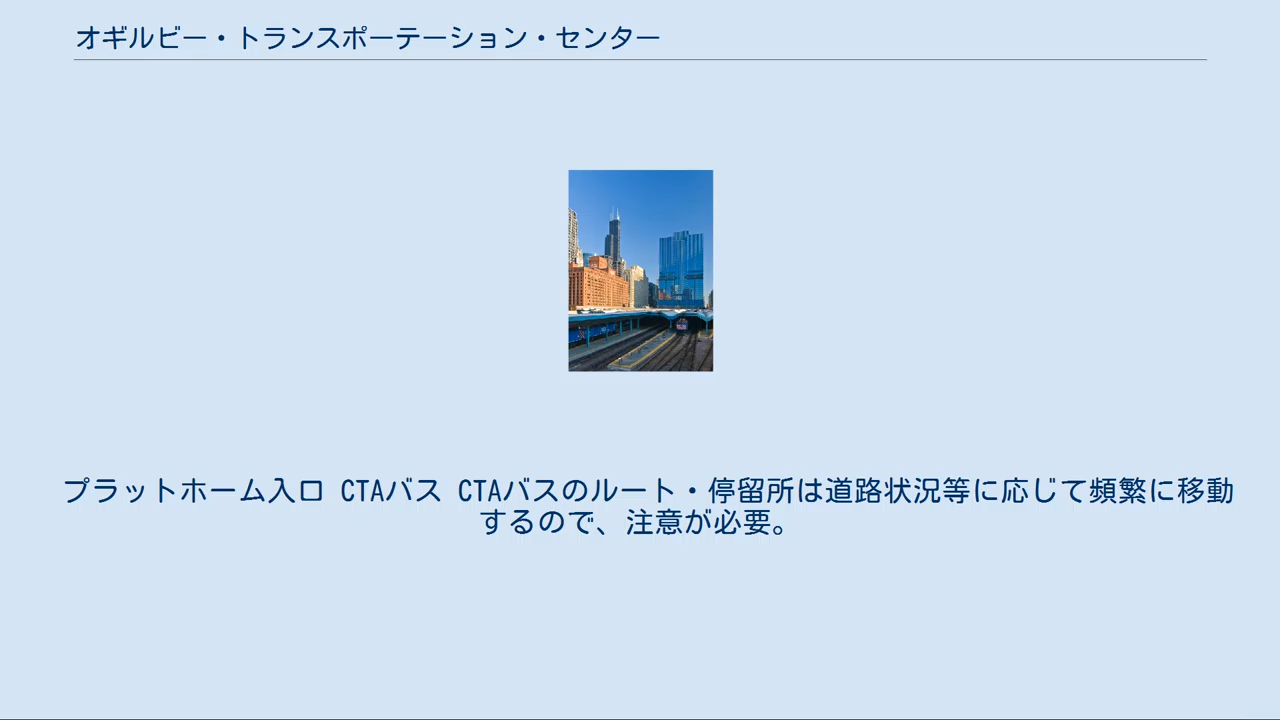 オギルビー・トランスポーテーション・センター
プラットホーム入口 CTAバス CTAバスのルート・停留所は道路状況等に応じて頻繁に移動
するので、注意が必要。